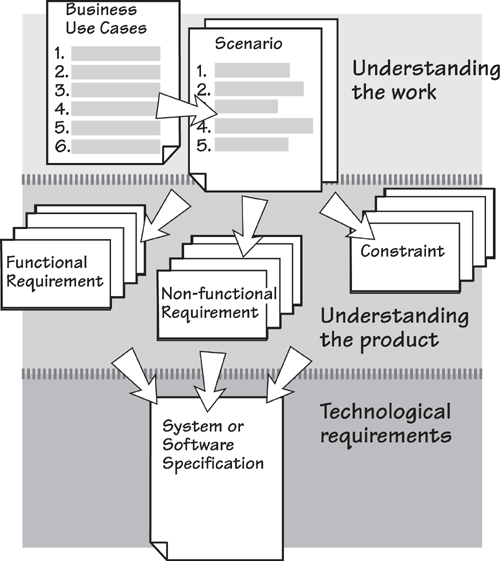 Business
Use Cases
1.
2.
3.
4.
5.
6.
Scenario
1.
2.
4.
5.
Understanding
the work
Functional
Requirement
Non-functional
Requirement
Constraint
Understanding
the product
System or
Software
Specification
Technological
requirements